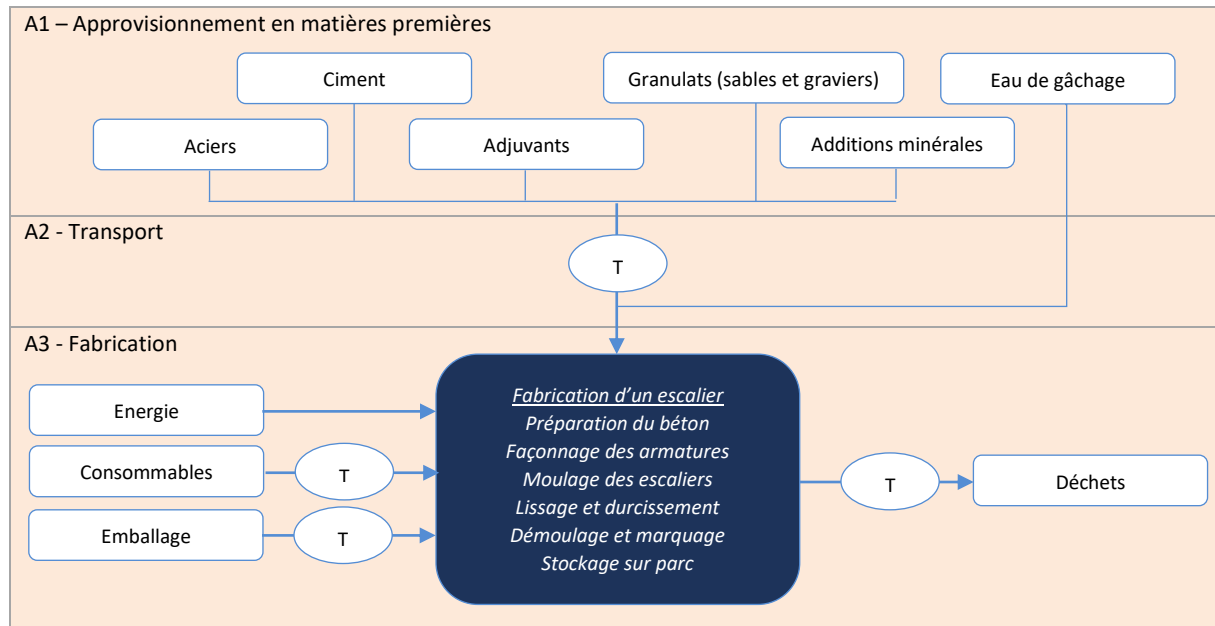 A1 – Approvisionnement en matières premières
Ciment
Granulats (sables et graviers)
Eau de gâchage
Aciers
Adjuvants
Additions minérales
A2 - Transport
T
A3 - Fabrication
Energie
Consommables
T
Emballage
T
Fabrication d’un escalier
Préparation du béton
Façonnage des armatures
Moulage des escaliers
Lissage et durcissement
Démoulage et marquage
Stockage sur parc
T
Déchets